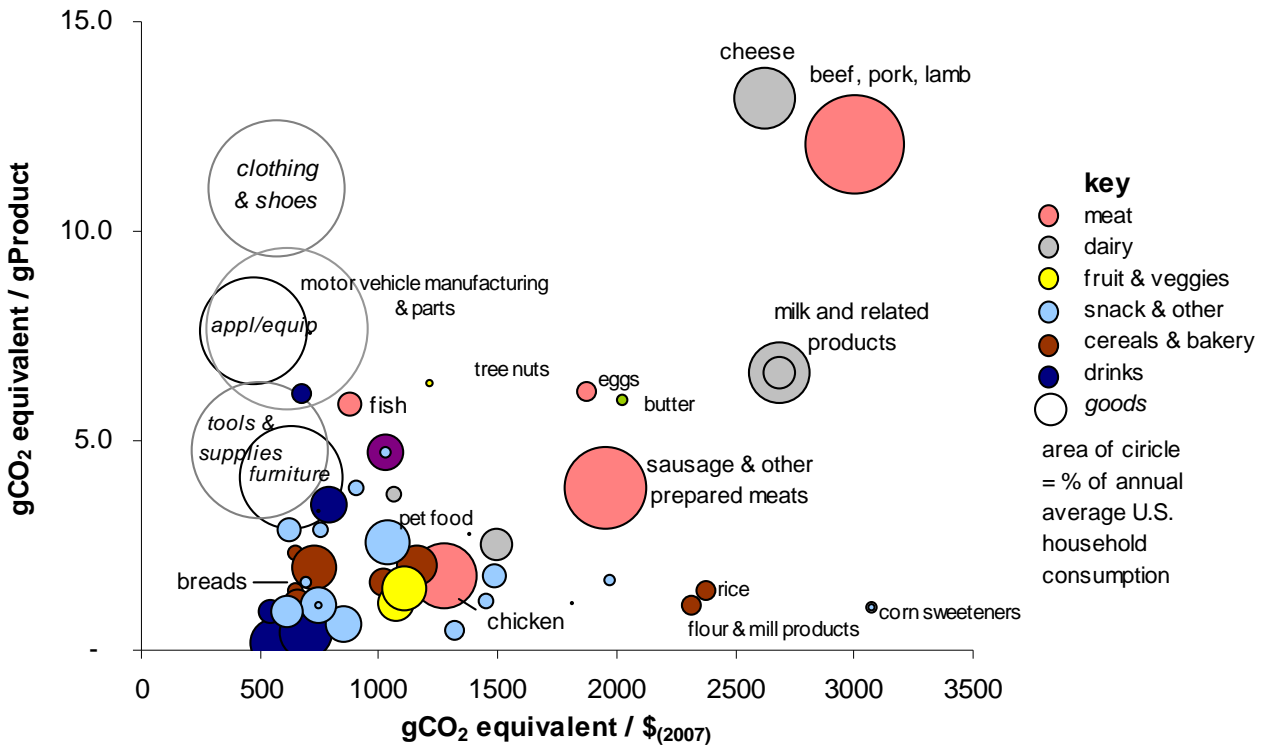 15.0
10.0
5.0
-
gCO2 equivalent / gProduct
cheese
beef, pork, lamb
clothing
& shoes
motor vehicle manufacturing
& parts
appl/equip
milk and related
products
tree nuts
eggs
butter
fish
tools &
supplies
furniture
sausage & other
prepared meats
pet food
breads
chicken
rice
flour & mill products
corn sweeteners
0
500
1000
1500
2000
2500
3000
3500
gCO2 equivalent / $(2007)
key
meat
dairy
fruit & veggies
snack & other
cereals & bakery
drinks
goods
area of ciricle
= % of annual
average U.S.
household
consumption